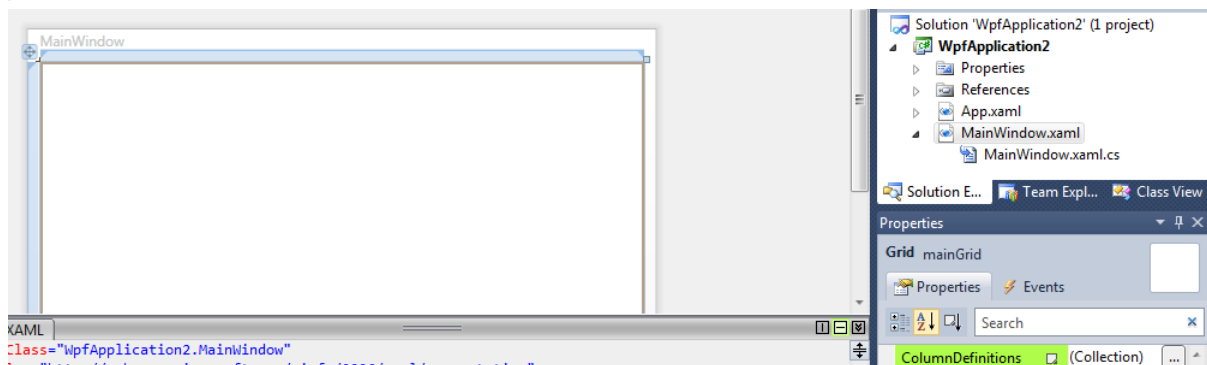 MainWindow
XAML
Class="WpfApplication2.MainWindow"
Solution 'WpfApplication2' (1 project)
WpfApplication2
Properties
References
App.xaml
MainWindow.xaml
MainWindow.xaml.cs
Solution E... Team Expl... Class View
Properties
Grid mainGrid
Properties Events
Search
ColumnDefinitions (Collection) ...